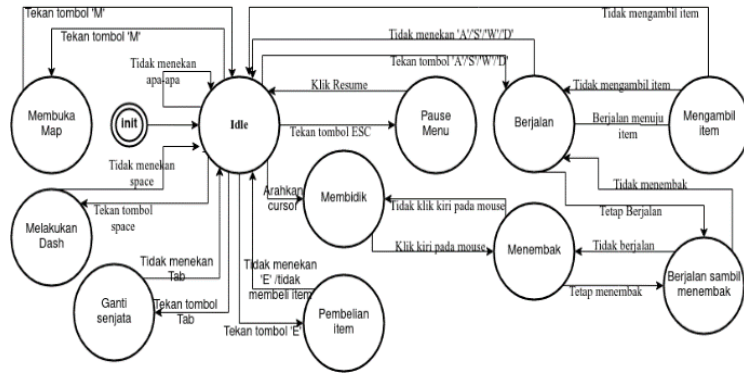 Tekan tombol 'M'
Tekan tombol 'M'
Tidak menekan
apa-apa
Membuka
Map
Init
Idle
Tidak menekan 'A'/'S'/'W'/'D'
Tekan tombol 'A'/'S'/'W'/'D'
Klik Resume
Tekan tombol ESC
Pause
Menu
Berjalan
Tidak mengambil item
Tidak mengambil item
Berjalan menuju
item
Mengambil
item
Tidak menekan
space
Tekan tombol
space
Melakukan
Dash
Arahkan
cursor
Membidik
Tidak klik kiri pada mouse
Klik kiri pada mouse
Menembak
Tidak menembak
Tetap Berjalan
Tidak berjalan
Tetap menembak
Berjalan sambil
menembak
Tidak menekan
Tab
Tekan tombol
Tab
Ganti
senjata
Tidak menekan
'E' /tidak
membeli item
Tekan tombol 'E'
Pembelian
item